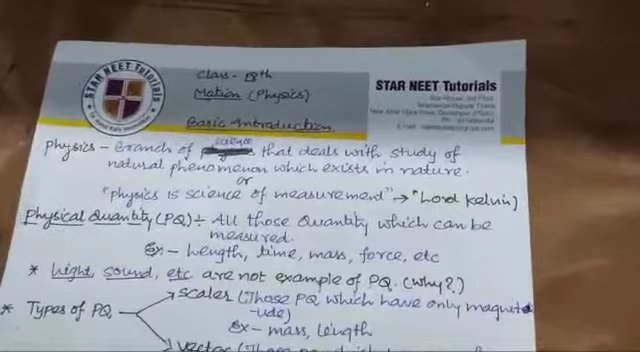 STAR NEET Tutorials
Class - 9th
Motion (Physics)
Basic Introduction
STAR NEET Tutorials
Physics - Branch of science that deals with study of
natural phenomenon which exists in nature.
or
"Physics is science of measurement" → "Lord Kelvin)
Physical Quantity (PQ) ÷ All those Quantity which can be
measured.
Ex - Length, time, mass, force, etc
* Light sound, etc are not example of PQ. (Why?)
* Types of PQ
Scaler (Those PQ which have only magnit
-ude)
Ex - mass, length
Vector (Those